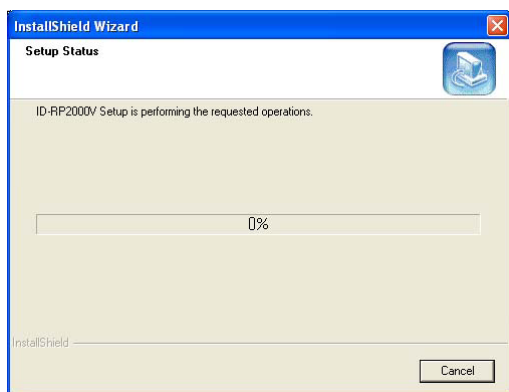 InstallShield Wizard
Setup Status
ID-RP2000V Setup is performing the requested operations.
0%
InstallShield
Cancel